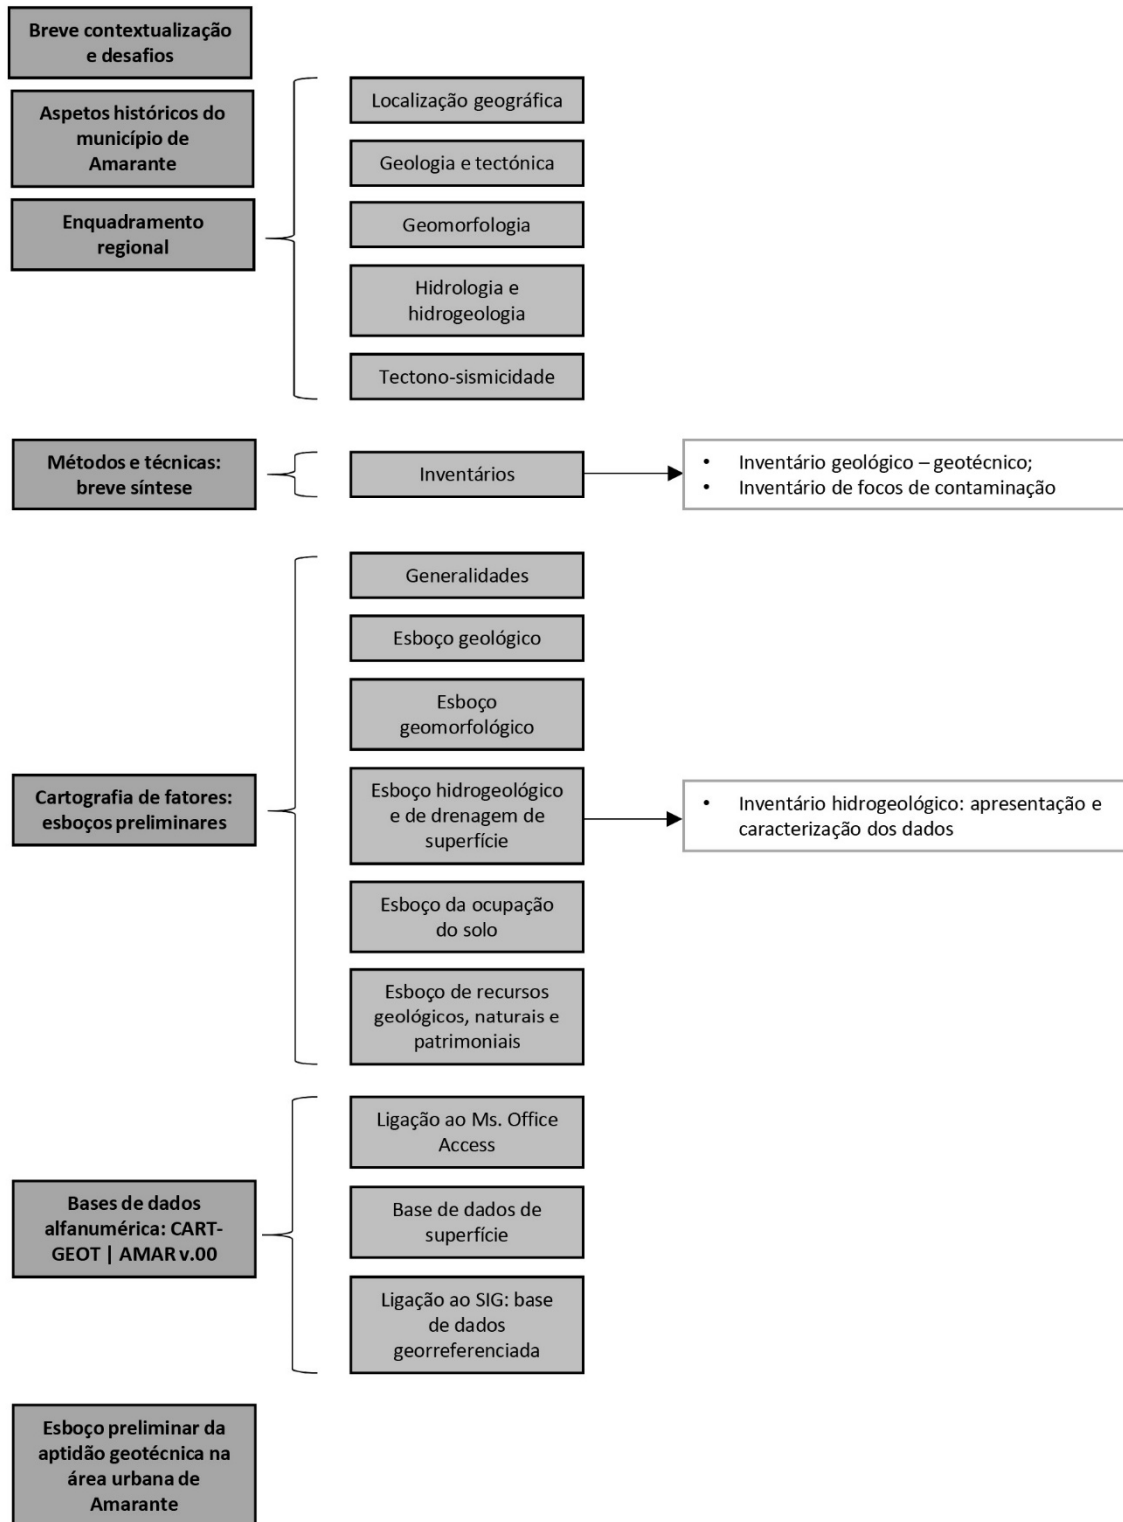 Breve contextualização
e desafios
Aspetos históricos do
município de
Amarante
Enquadramento
regional
Localização geográfica
Geologia e tectónica
Geomorfologia
Hidrologia e
hidrogeologia
Tectono-sismicidade
Métodos e técnicas:
breve síntese
Inventários
• Inventário geológico – geotécnico;
• Inventário de focos de contaminação
Cartografia de fatores:
esboços preliminares
Generalidades
Esboço geológico
Esboço
geomorfológico
Esboço hidrogeológico
e de drenagem de
superfície
• Inventário hidrogeológico: apresentação e
caracterização dos dados
Esboço da ocupação
do solo
Esboço de recursos
geológicos, naturais e
patrimoniais
Bases de dados
alfanumérica: CART-
GEOT | AMAR v.00
Ligação ao Ms. Office
Access
Base de dados de
superfície
Ligação ao SIG: base
de dados
georreferenciada
Esboço preliminar da
aptidão geotécnica na
área urbana de
Amarante